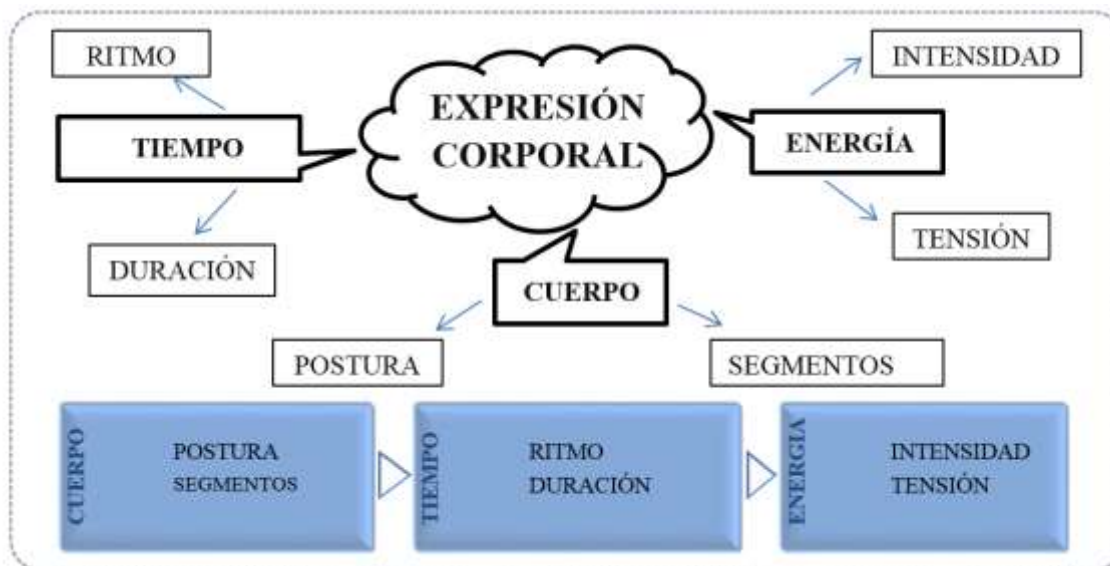 RITMO
INTENSIDAD
EXPRESIÓN
CORPORAL
TIEMPO
ENERGÍA
DURACIÓN
TENSIÓN
CUERPO
POSTURA
SEGMENTOS
CUERPO
POSTURA
SEGMENTOS
TIEMPO
RITMO
DURACIÓN
ENERGIA
INTENSIDAD
TENSIÓN